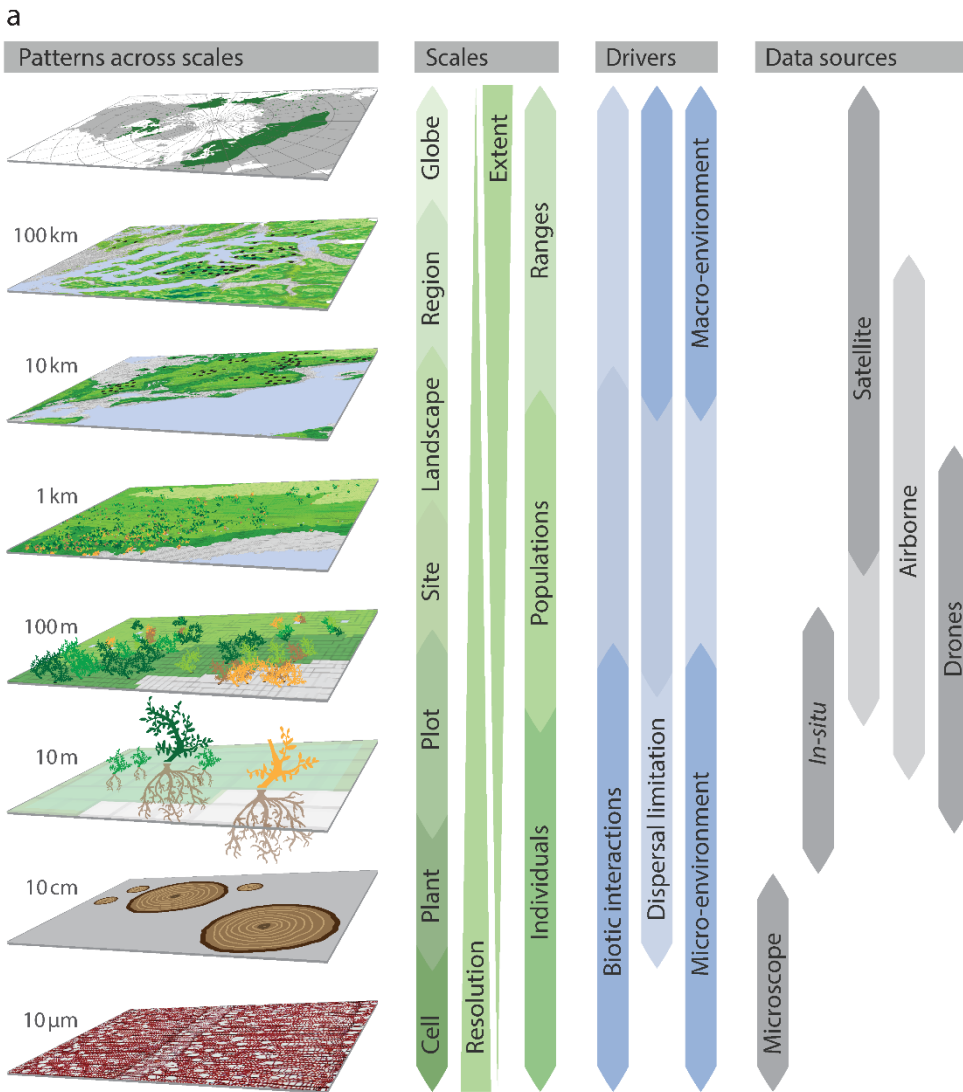 a
Patterns across scales
Scales
Drivers
Data sources
100 km
10 km
1 km
100 m
10 m
10 cm
10 µm
Globe
Region
Landscape
Site
Plot
Plant
Cell
Resolution
Extent
Ranges
Populations
Individuals
Biotic interactions
Dispersal limitation
Macro-environment
Micro-environment
Microscope
In-situ
Satellite
Airborne
Drones